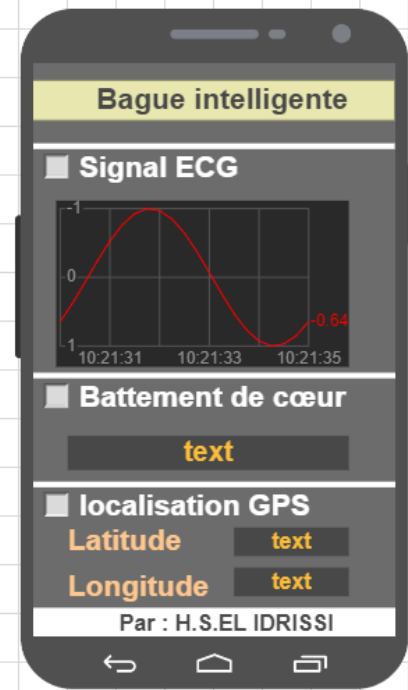 Bague intelligente
Signal ECG
-1
0
-0.64
1
10:21:31 10:21:33 10:21:35
Battement de cœur
text
localisation GPS
Latitude text
Longitude text
Par : H.S.EL IDRISSI